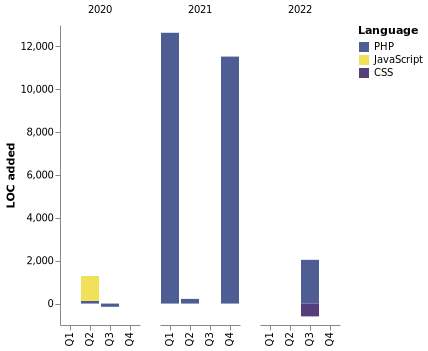 2020 2021 2022
Language
PHP
JavaScript
CSS
LOC added
12,000
10,000
8,000
6,000
4,000
2,000
0
Q1 Q2 Q3 Q4 Q1 Q2 Q3 Q4 Q1 Q2 Q3 Q4